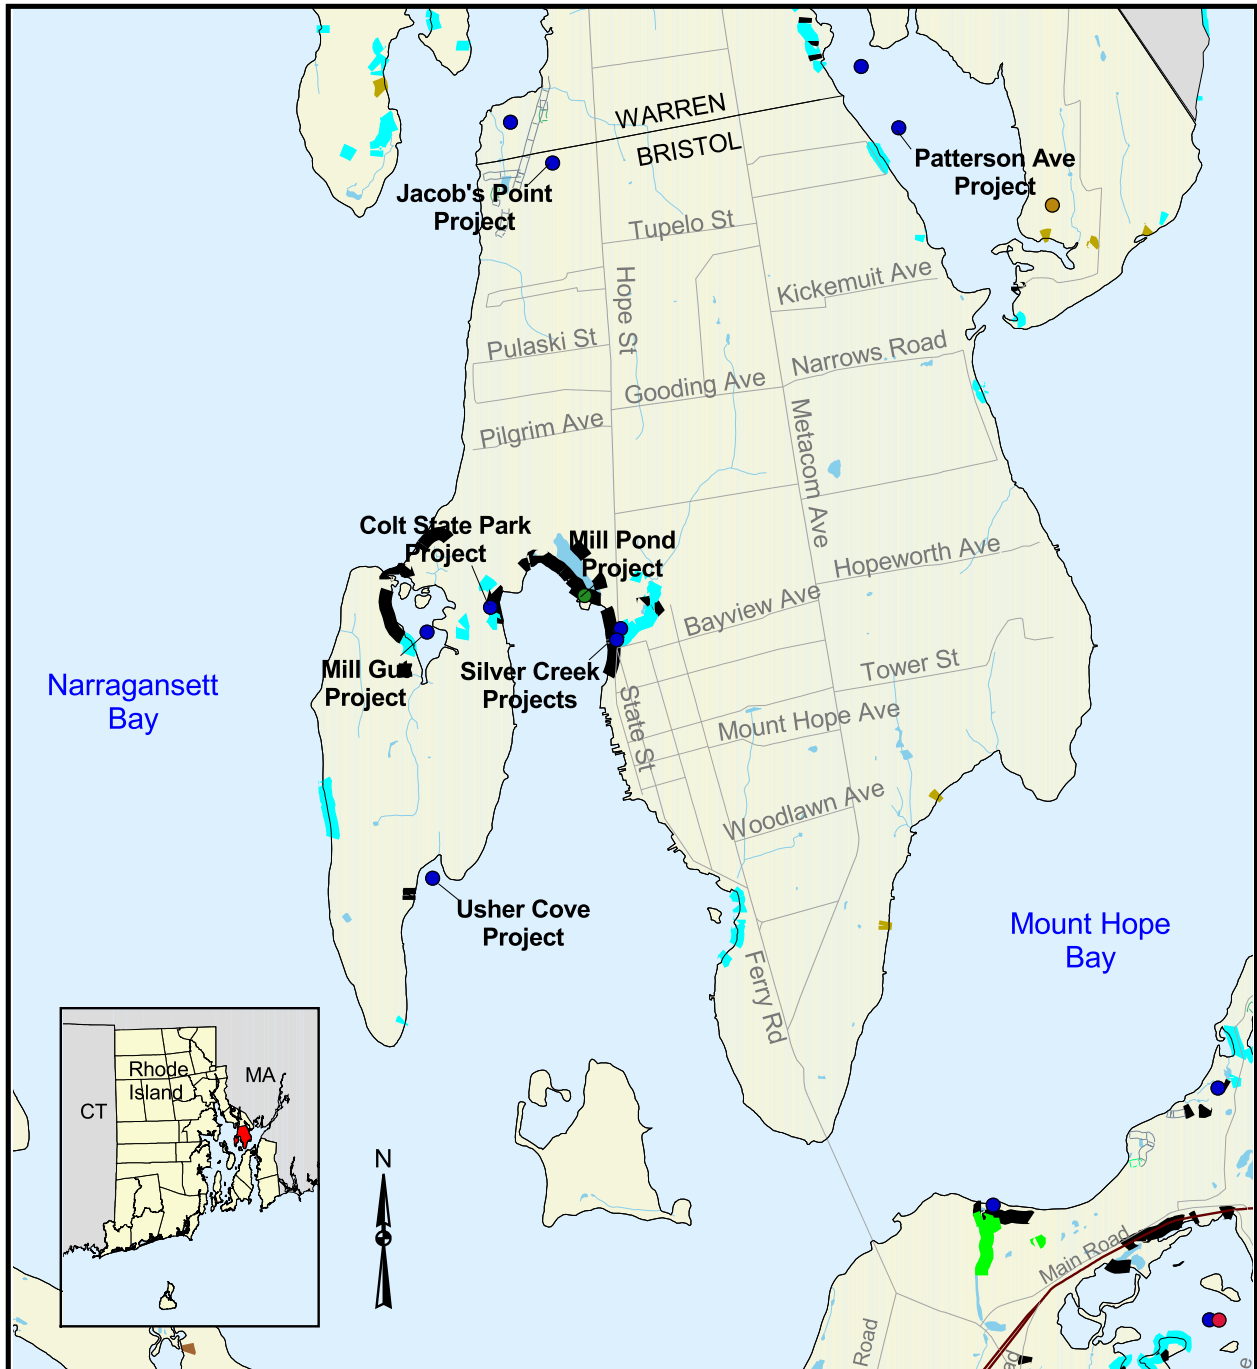 WARREN
BRISTOL
Patterson Ave
Project
Jacob's Point
Project
Tupelo St
Hope St
Kickemuit Ave
Pulaski St
Narrows Road
Gooding Ave
Pilgrim Ave
Metacom Ave
Colt State Park
Project
Mill Pond
Project
Hopeworth Ave
Bayview Ave
Mill Gut
Project
Silver Creek
Projects
Tower St
Narragansett
Bay
State St
Mount Hope Ave
Woodlawn Ave
Usher Cove
Project
Mount Hope
Bay
Ferry Rd
Rhode
Island
MA
CT
N
Main Road
Road